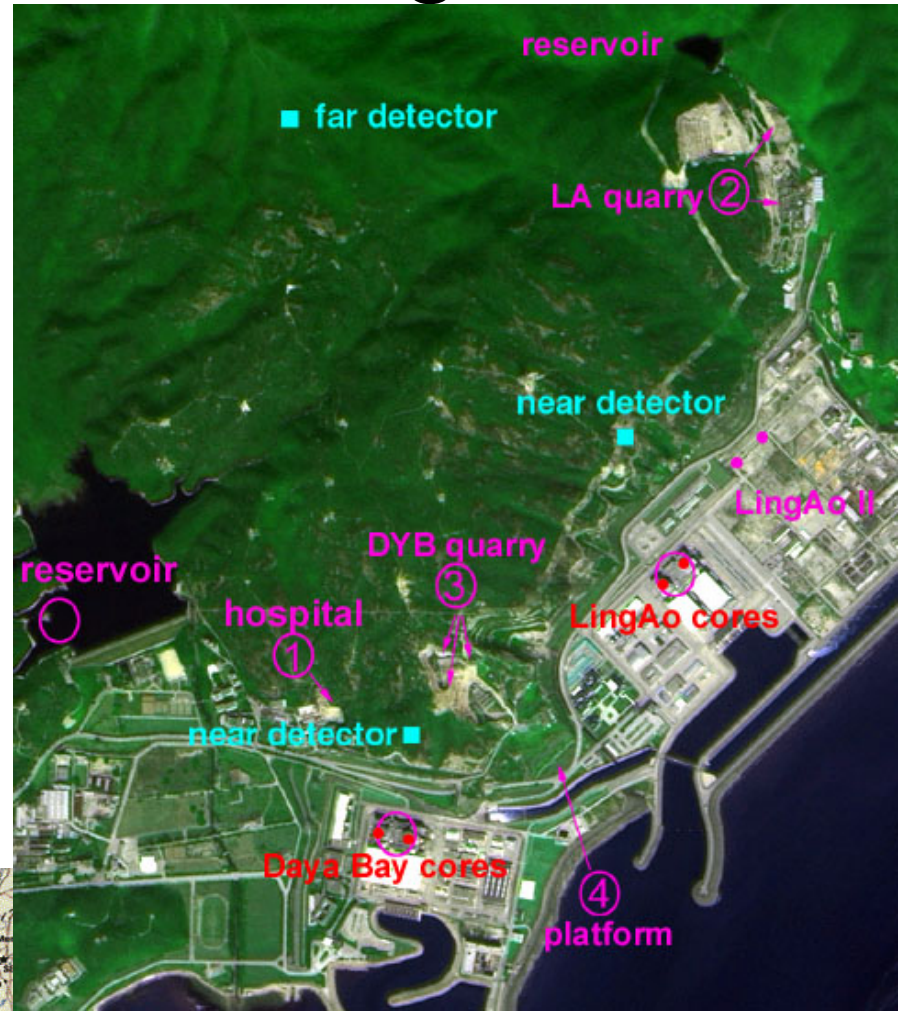 reservoir
far detector
LA quarry ②
near detector
LingAo II
DYB quarry
③
reservoir
hospital
①
LingAo cores
near detector
Daya Bay cores
④
platform